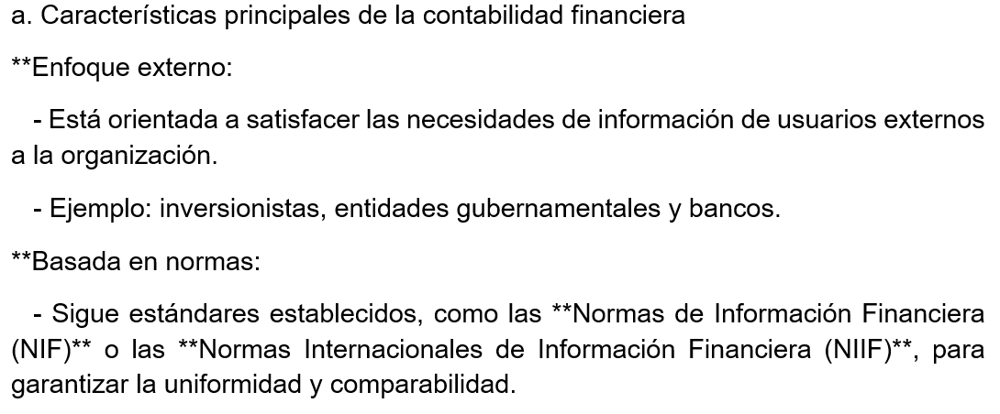 a. Características principales de la contabilidad financiera
**Enfoque externo:
- Está orientada a satisfacer las necesidades de información de usuarios externos
a la organización.
- Ejemplo: inversionistas, entidades gubernamentales y bancos.
**Basada en normas:
- Sigue estándares establecidos, como las **Normas de Información Financiera
(NIF)** o las **Normas Internacionales de Información Financiera (NIIF)**, para
garantizar la uniformidad y comparabilidad.